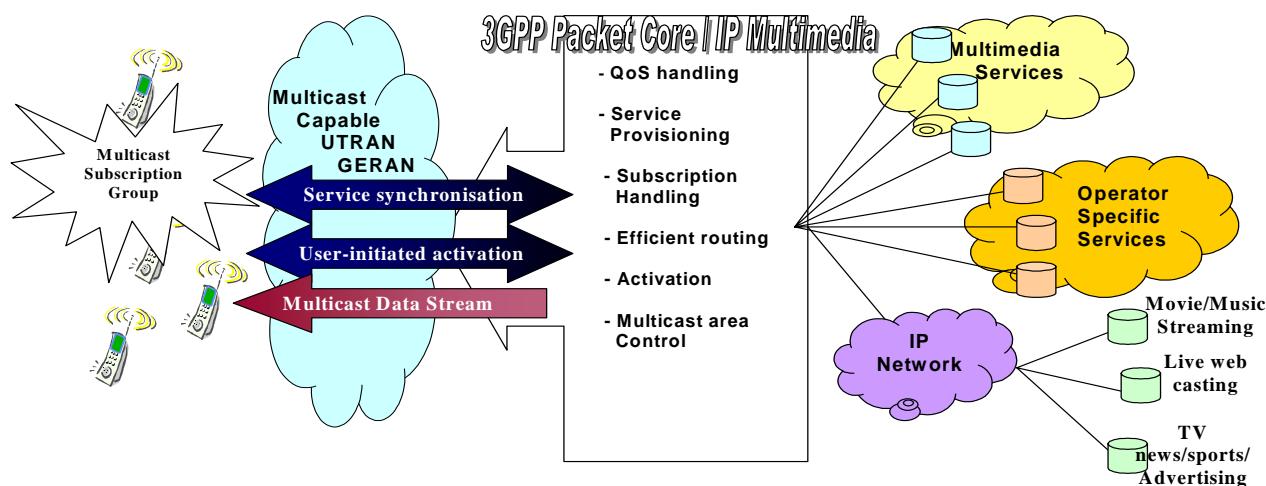 3GPP Packet Core / IP Multimedia
- QoS handling
- Service
Provisioning
- Subscription
Handling
- Efficient routing
- Activation
- Multicast area
Control
Multicast
Capable
UTRAN
GERAN
Multicast
Subscription
Group
Service synchronisation
User-initiated activation
Multicast Data Stream
Multimedia
Services
Operator
Specific
Services
IP
Network
Movie/Music
Streaming
Live web
casting
TV
news/sports/
Advertising